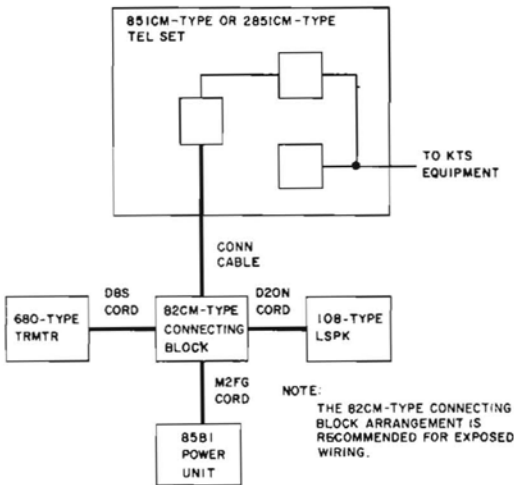 851CM-TYPE OR 2851CM-TYPE
TEL SET
TO KTS
EQUIPMENT
CONN
CABLE
D8S
CORD
D20N
CORD
680-TYPE
TRMTR
82CM-TYPE
CONNECTING
BLOCK
108-TYPE
LSPK
M2FG
CORD
85B1
POWER
UNIT
NOTE:
THE 82CM-TYPE CONNECTING
BLOCK ARRANGEMENT IS
RECOMMENDED FOR EXPOSED
WIRING.